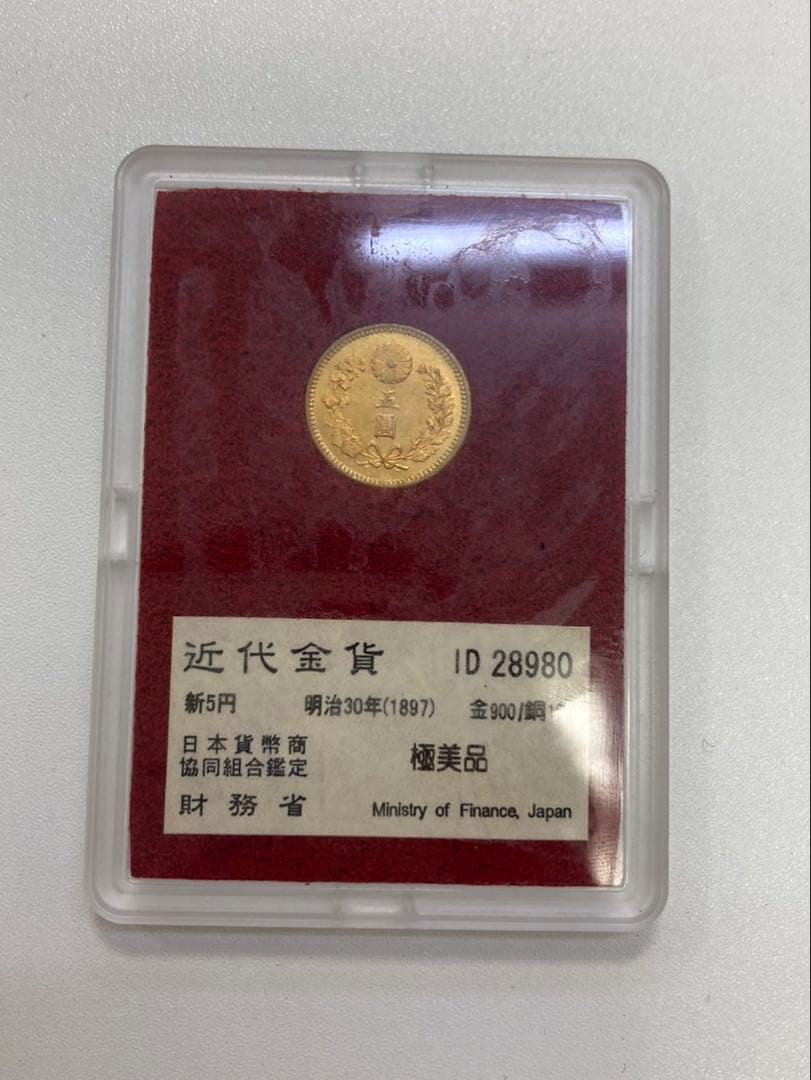 五
圓
近代金貨 ID 28980
新5円 明治30年(1897) 金900/銅
日本貨幣商
協同組合鑑定 極美品
財務省 Ministry of Finance, Japan